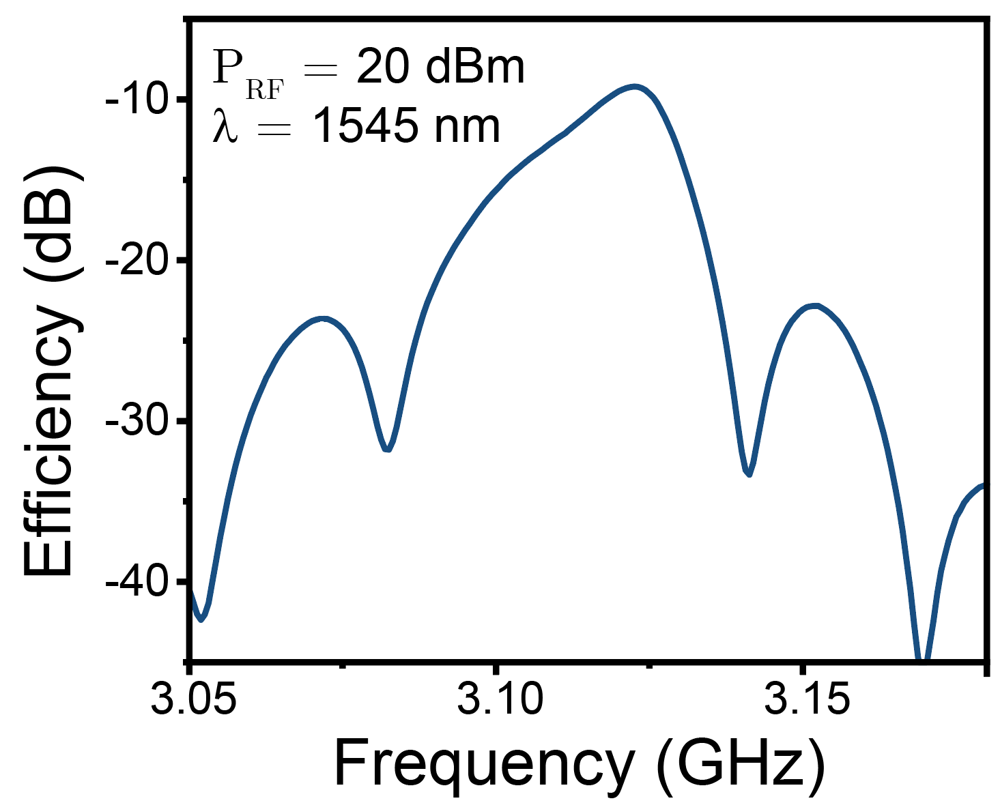 P_RF = 20 dBm
λ = 1545 nm
Efficiency (dB)
-10
-20
-30
-40
3.05 3.10 3.15
Frequency (GHz)